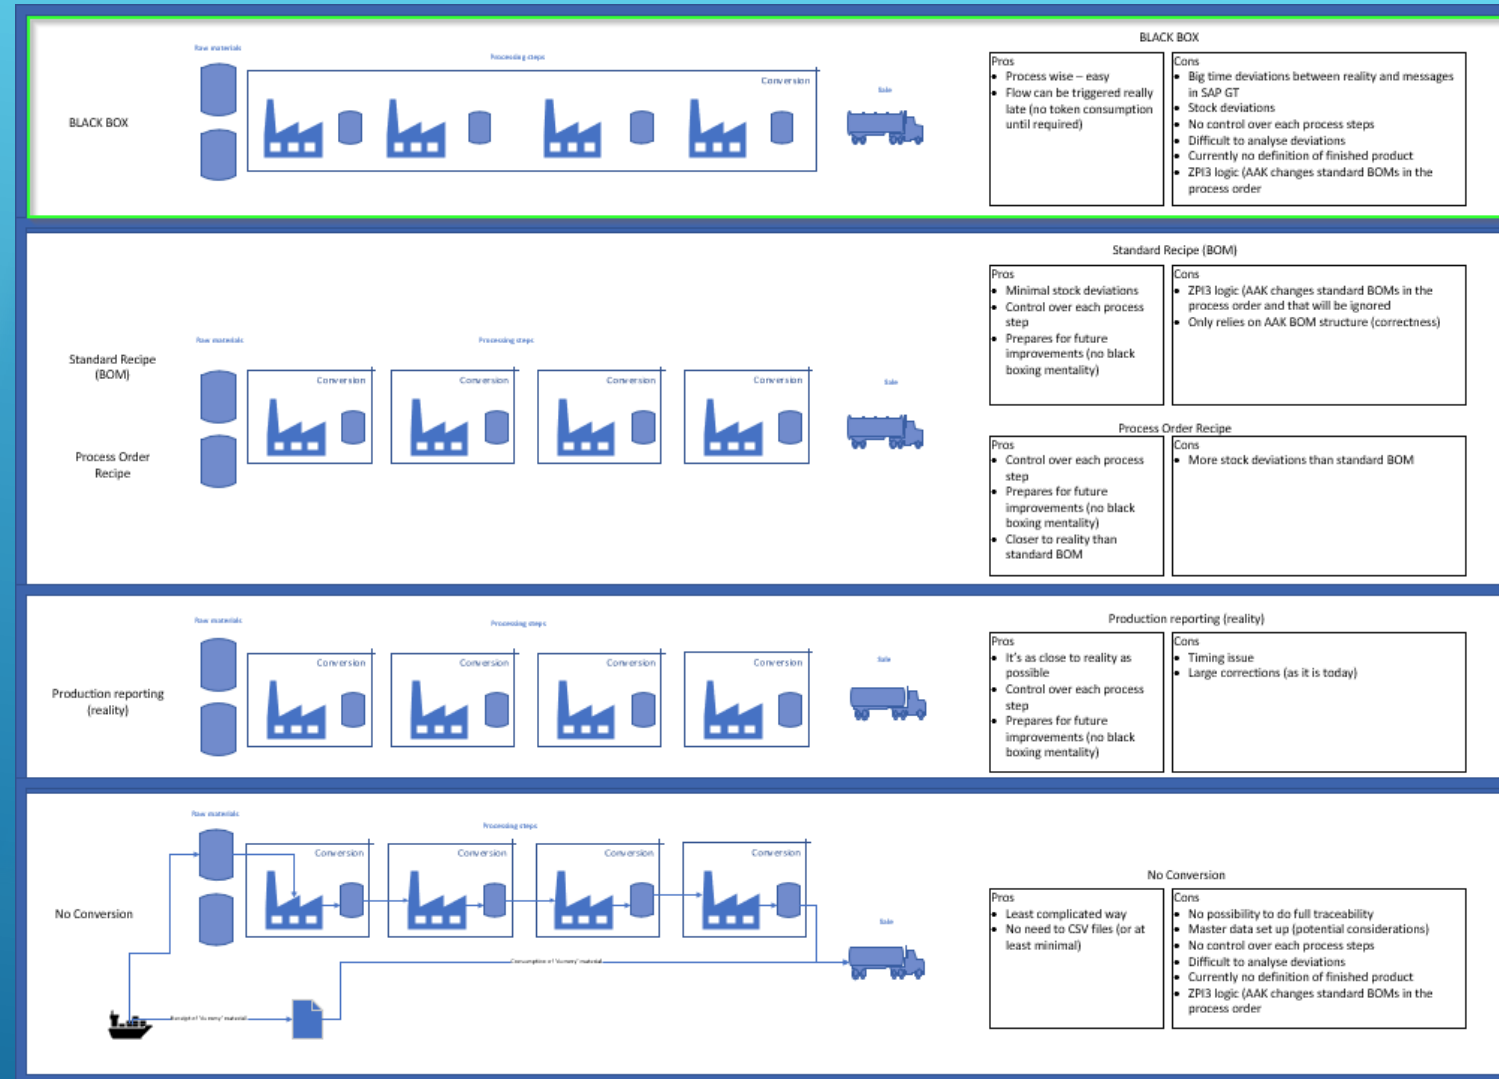 BLACK BOX
Raw materials
Processing steps
Conversion
Sale
BLACK BOX
Pros
• Process wise – easy
• Flow can be triggered really
late (no token consumption
until required)
Cons
• Big time deviations between reality and messages
in SAP GT
• Stock deviations
• No control over each process steps
• Difficult to analyse deviations
• Currently no definition of finished product
• ZPI3 logic (AAK changes standard BOMs in the
process order
Standard Recipe
(BOM)
Process Order
Recipe
Raw materials
Processing steps
Conversion
Conversion
Conversion
Conversion
Sale
Standard Recipe (BOM)
Pros
• Minimal stock deviations
• Control over each process
step
• Prepares for future
improvements (no black
boxing mentality)
Cons
• ZPI3 logic (AAK changes standard BOMs in the
process order and that will be ignored
• Only relies on AAK BOM structure (correctness)
Process Order Recipe
Pros
• Control over each process
step
• Prepares for future
improvements (no black
boxing mentality)
• Closer to reality than
standard BOM
Cons
• More stock deviations than standard BOM
Production reporting
(reality)
Raw materials
Processing steps
Conversion
Conversion
Conversion
Conversion
Sale
Production reporting (reality)
Pros
• It's as close to reality as
possible
• Control over each process
step
• Prepares for future
improvements (no black
boxing mentality)
Cons
• Timing issue
• Large corrections (as it is today)
No Conversion
Raw materials
Processing steps
Conversion
Conversion
Conversion
Conversion
Sale
Consumption of 'dummy' material
Receipt of 'dummy' material
No Conversion
Pros
• Least complicated way
• No need to CSV files (or at
least minimal)
Cons
• No possibility to do full traceability
• Master data set up (potential considerations)
• No control over each process steps
• Difficult to analyse deviations
• Currently no definition of finished product
• ZPI3 logic (AAK changes standard BOMs in the
process order